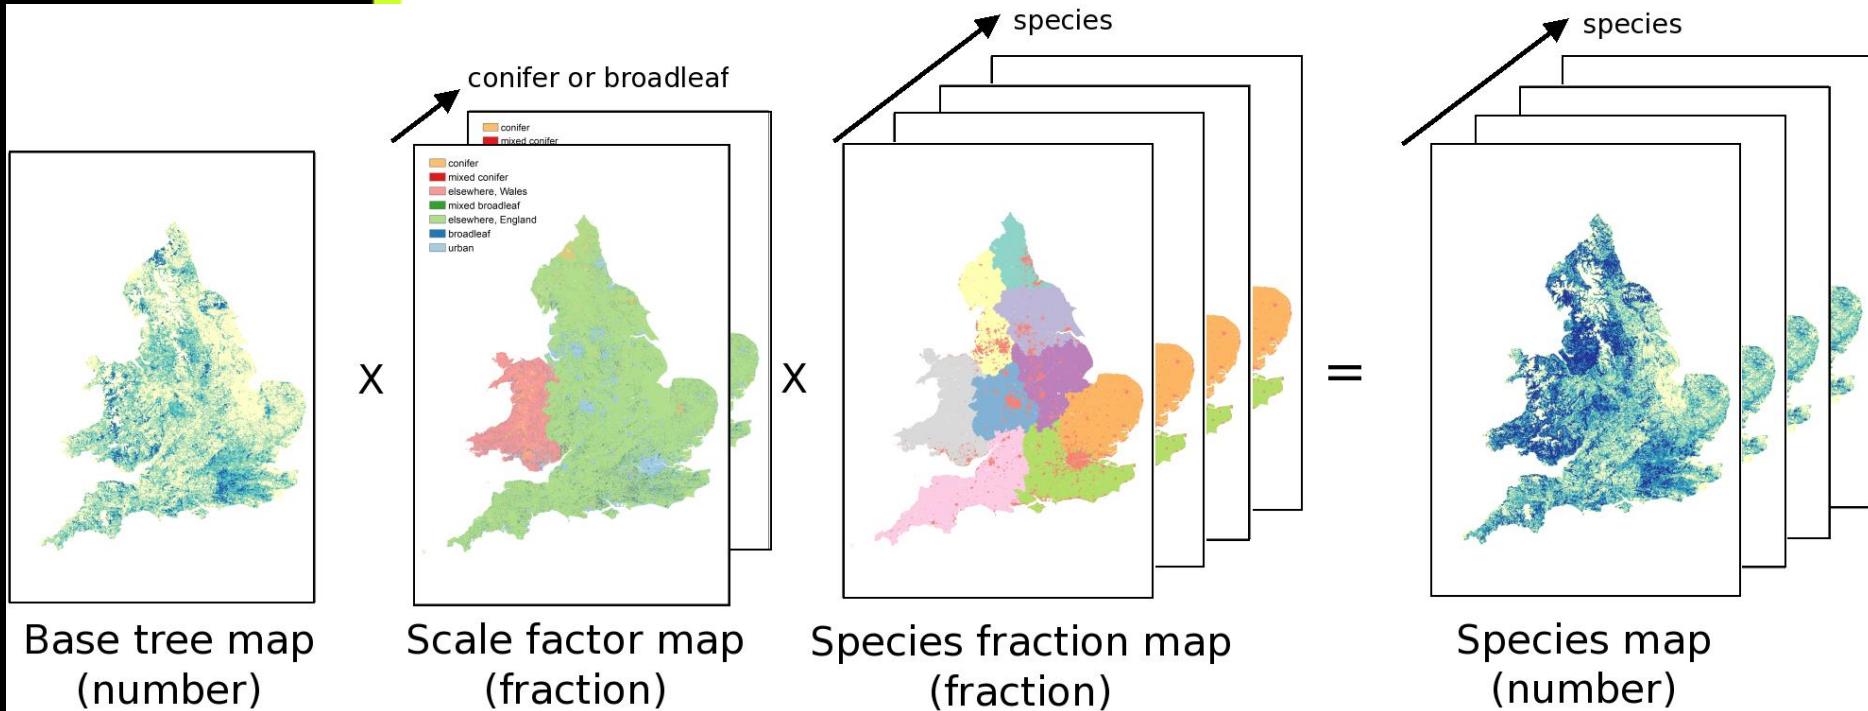 species
species
conifer or broadleaf
conifer
mixed conifer
conifer
mixed conifer
elsewhere, Wales
mixed broadleaf
elsewhere, England
broadleaf
urban
X
X
=
Base tree map
(number)
Scale factor map
(fraction)
Species fraction map
(fraction)
Species map
(number)